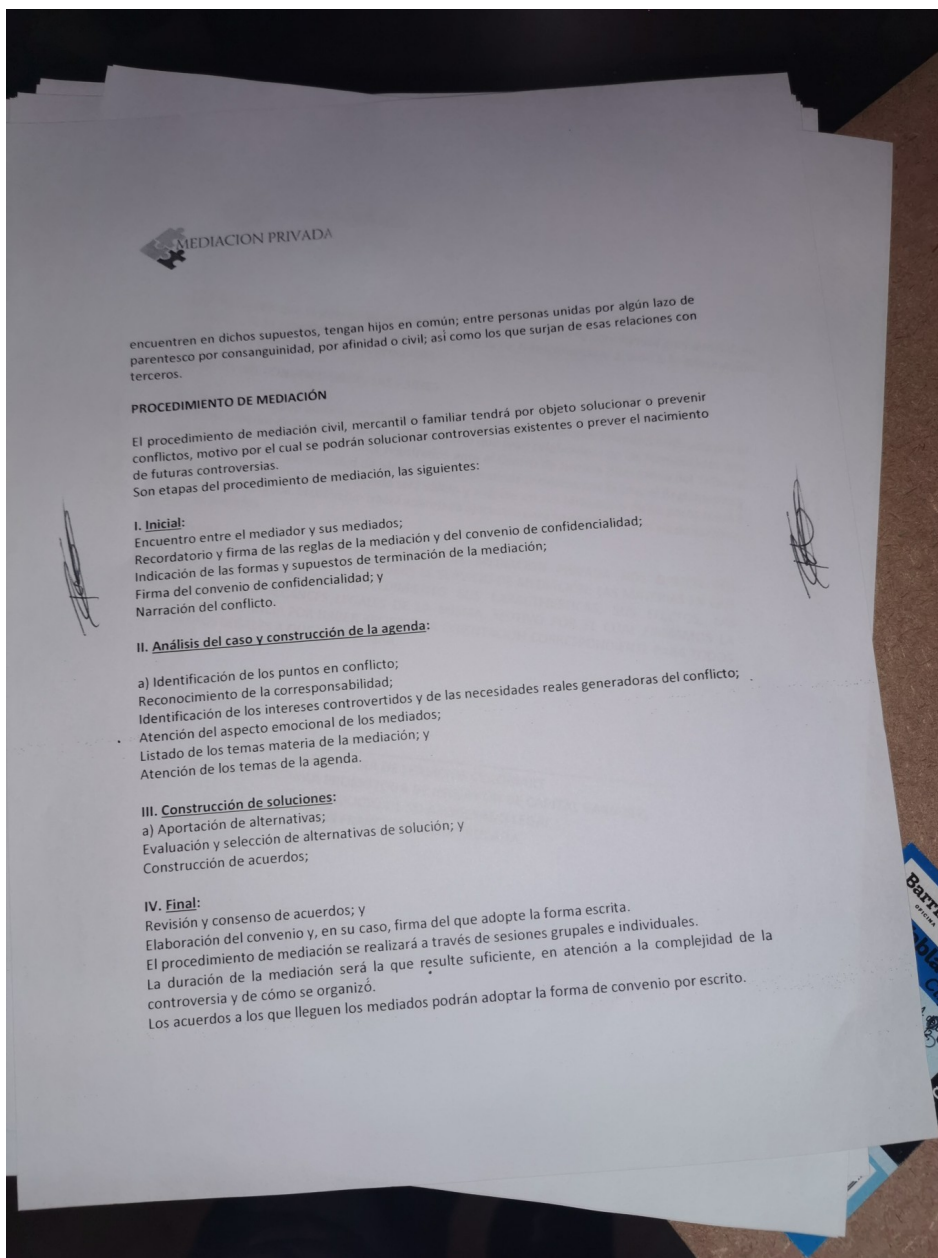 MEDIACION PRIVADA
encuentren en dichos supuestos, tengan hijos en común; entre personas unidas por algún lazo de
parentesco por consanguinidad, por afinidad o civil; así como los que surjan de esas relaciones con
terceros.
PROCEDIMIENTO DE MEDIACIÓN
El procedimiento de mediación civil, mercantil o familiar tendrá por objeto solucionar o prevenir
conflictos, motivo por el cual se podrán solucionar controversias existentes o prever el nacimiento
de futuras controversias.
Son etapas del procedimiento de mediación, las siguientes:
I. Inicial:
Encuentro entre el mediador y sus mediados;
Recordatorio y firma de las reglas de la mediación y del convenio de confidencialidad;
Indicación de las formas y supuestos de terminación de la mediación;
Firma del convenio de confidencialidad; y
Narración del conflicto.
II. Análisis del caso y construcción de la agenda:
a) Identificación de los puntos en conflicto;
Reconocimiento de la corresponsabilidad;
Identificación de los intereses controvertidos y de las necesidades reales generadoras del conflicto;
Atención del aspecto emocional de los mediados;
Listado de los temas materia de la mediación; y
Atención de los temas de la agenda.
III. Construcción de soluciones:
a) Aportación de alternativas;
Evaluación y selección de alternativas de solución; y
Construcción de acuerdos;
IV. Final:
Revisión y consenso de acuerdos; y
Elaboración del convenio y, en su caso, firma del que adopte la forma escrita.
El procedimiento de mediación se realizará a través de sesiones grupales e individuales.
La duración de la mediación será la que resulte suficiente, en atención a la complejidad de la
controversia y de cómo se organizó.
Los acuerdos a los que lleguen los mediados podrán adoptar la forma de convenio por escrito.